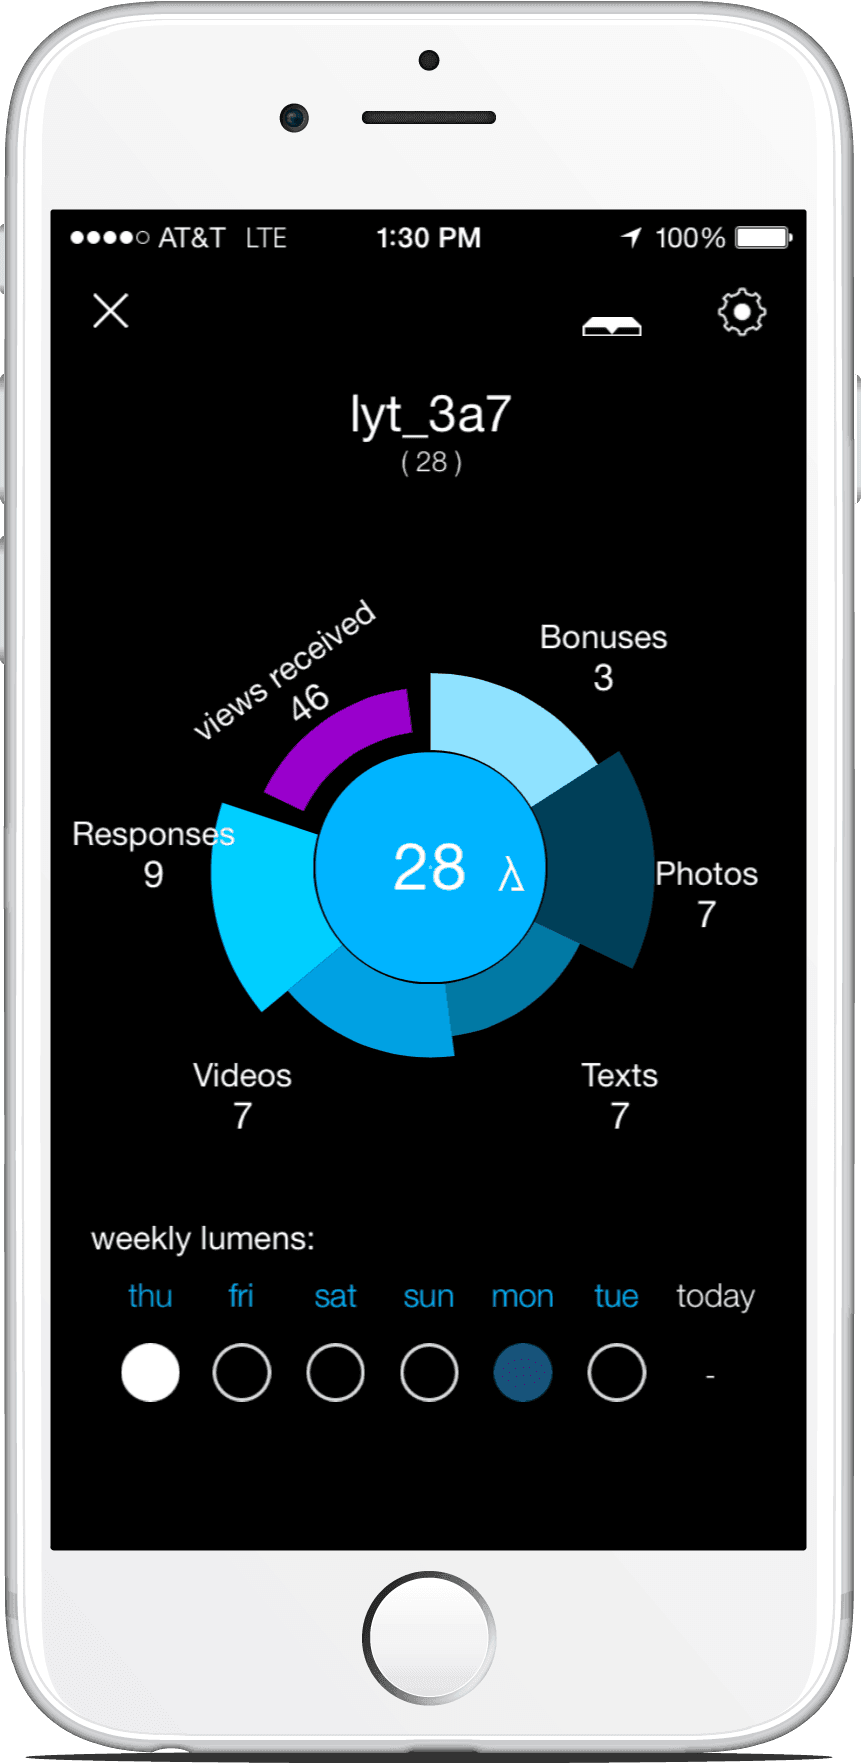 AT&T LTE 1:30 PM 100%
lyt_3a7
( 28 )
views received
46
Bonuses
3
Responses
9
28 λ
Photos
7
Videos
7
Texts
7
weekly lumens:
thu fri sat sun mon tue today
-